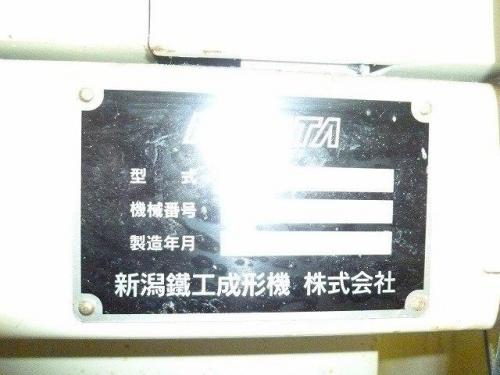 型 式
機械番号
製造年月
新潟鐵工成形機 株式会社